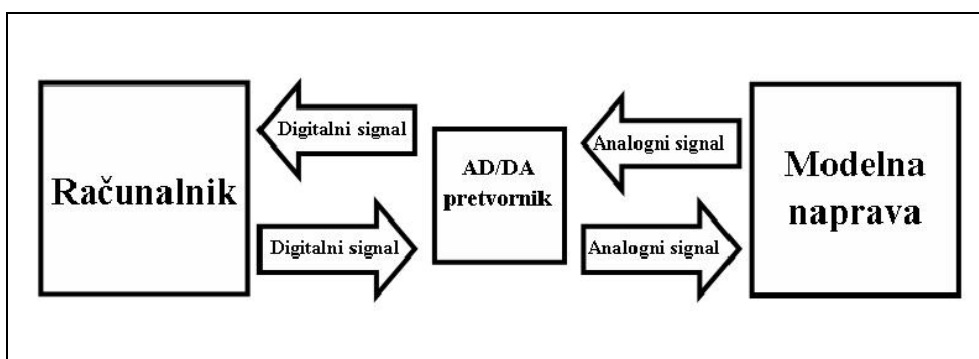 Računalnik
Digitalni signal
Digitalni signal
AD/DA
pretvornik
Analogni signal
Analogni signal
Modelna
naprava